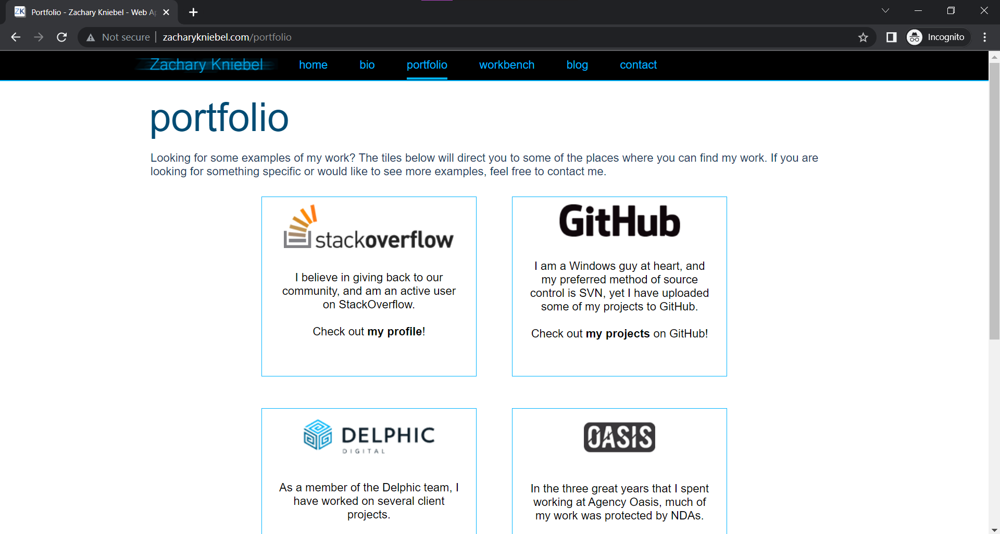 ZK Portfolio - Zachary Kniebel - Web Ap
Not secure zacharykniebel.com/portfolio
Incognito
Zachary Kniebel home bio portfolio workbench blog contact
portfolio
Looking for some examples of my work? The tiles below will direct you to some of the places where you can find my work. If you are
looking for something specific or would like to see more examples, feel free to contact me.
stackoverflow
I believe in giving back to our
community, and am an active user
on StackOverflow.
Check out my profile!
GitHub
I am a Windows guy at heart, and
my preferred method of source
control is SVN, yet I have uploaded
some of my projects to GitHub.
Check out my projects on GitHub!
DELPHIC
DIGITAL
As a member of the Delphic team, I
have worked on several client
projects.
OASIS
In the three great years that I spent
working at Agency Oasis, much of
my work was protected by NDAs.